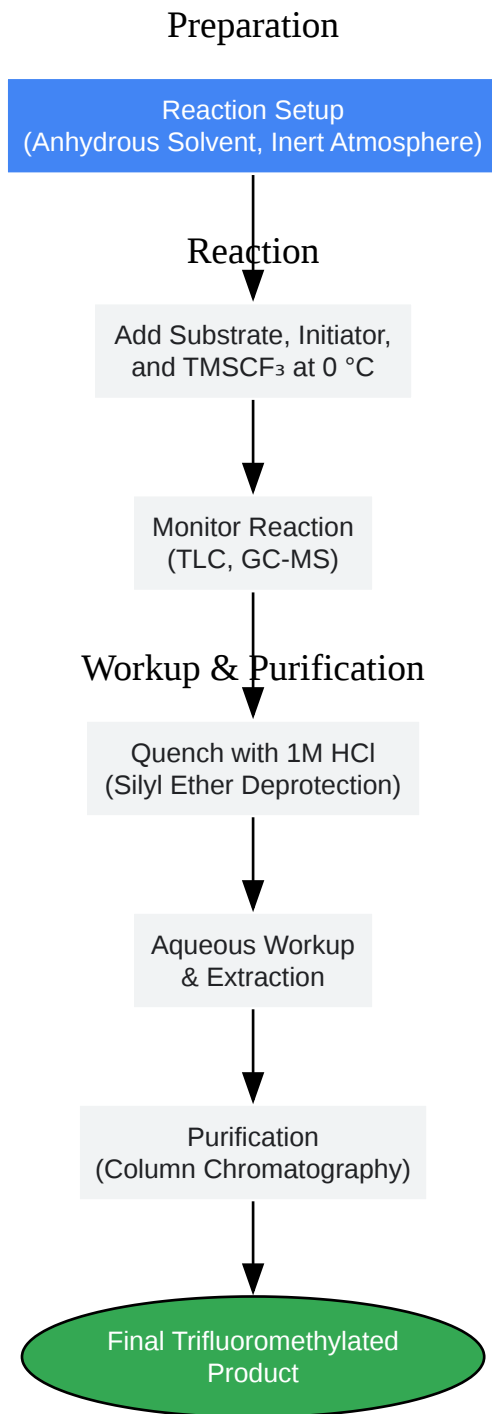 Preparation
Reaction Setup
(Anhydrous Solvent, Inert Atmosphere)
Reaction
Add Substrate, Initiator,
and TMSCF₃ at 0 °C
Monitor Reaction
(TLC, GC-MS)
Workup & Purification
Quench with 1M HCl
(Silyl Ether Deprotection)
Aqueous Workup
& Extraction
Purification
(Column Chromatography)
Final Trifluoromethylated
Product